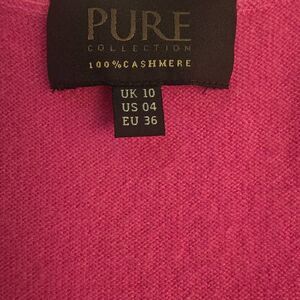 PURE
COLLECTION
100%CASHMERE
UK 10
US 04
EU 36